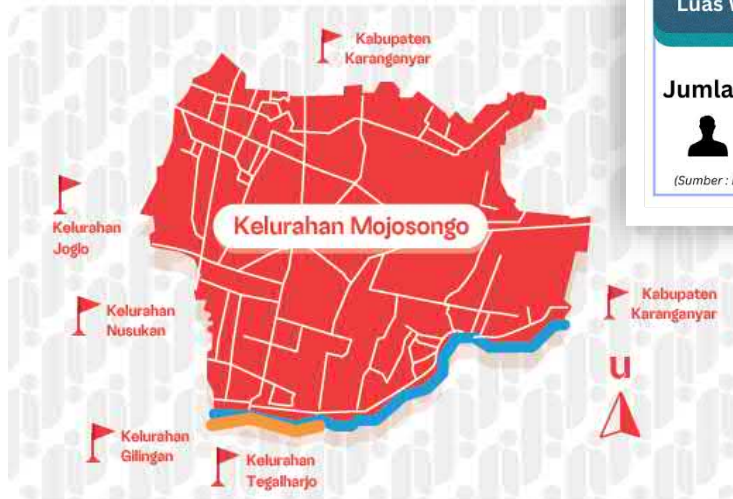 Kabupaten
Karanganyar
Kelurahan
Joglo
Kelurahan Mojosongo
Kelurahan
Nusukan
Kabupaten
Karanganyar
u
Kelurahan
Gilingan
Kelurahan
Tegalharjo
Luas
Jumla
(Sumber :